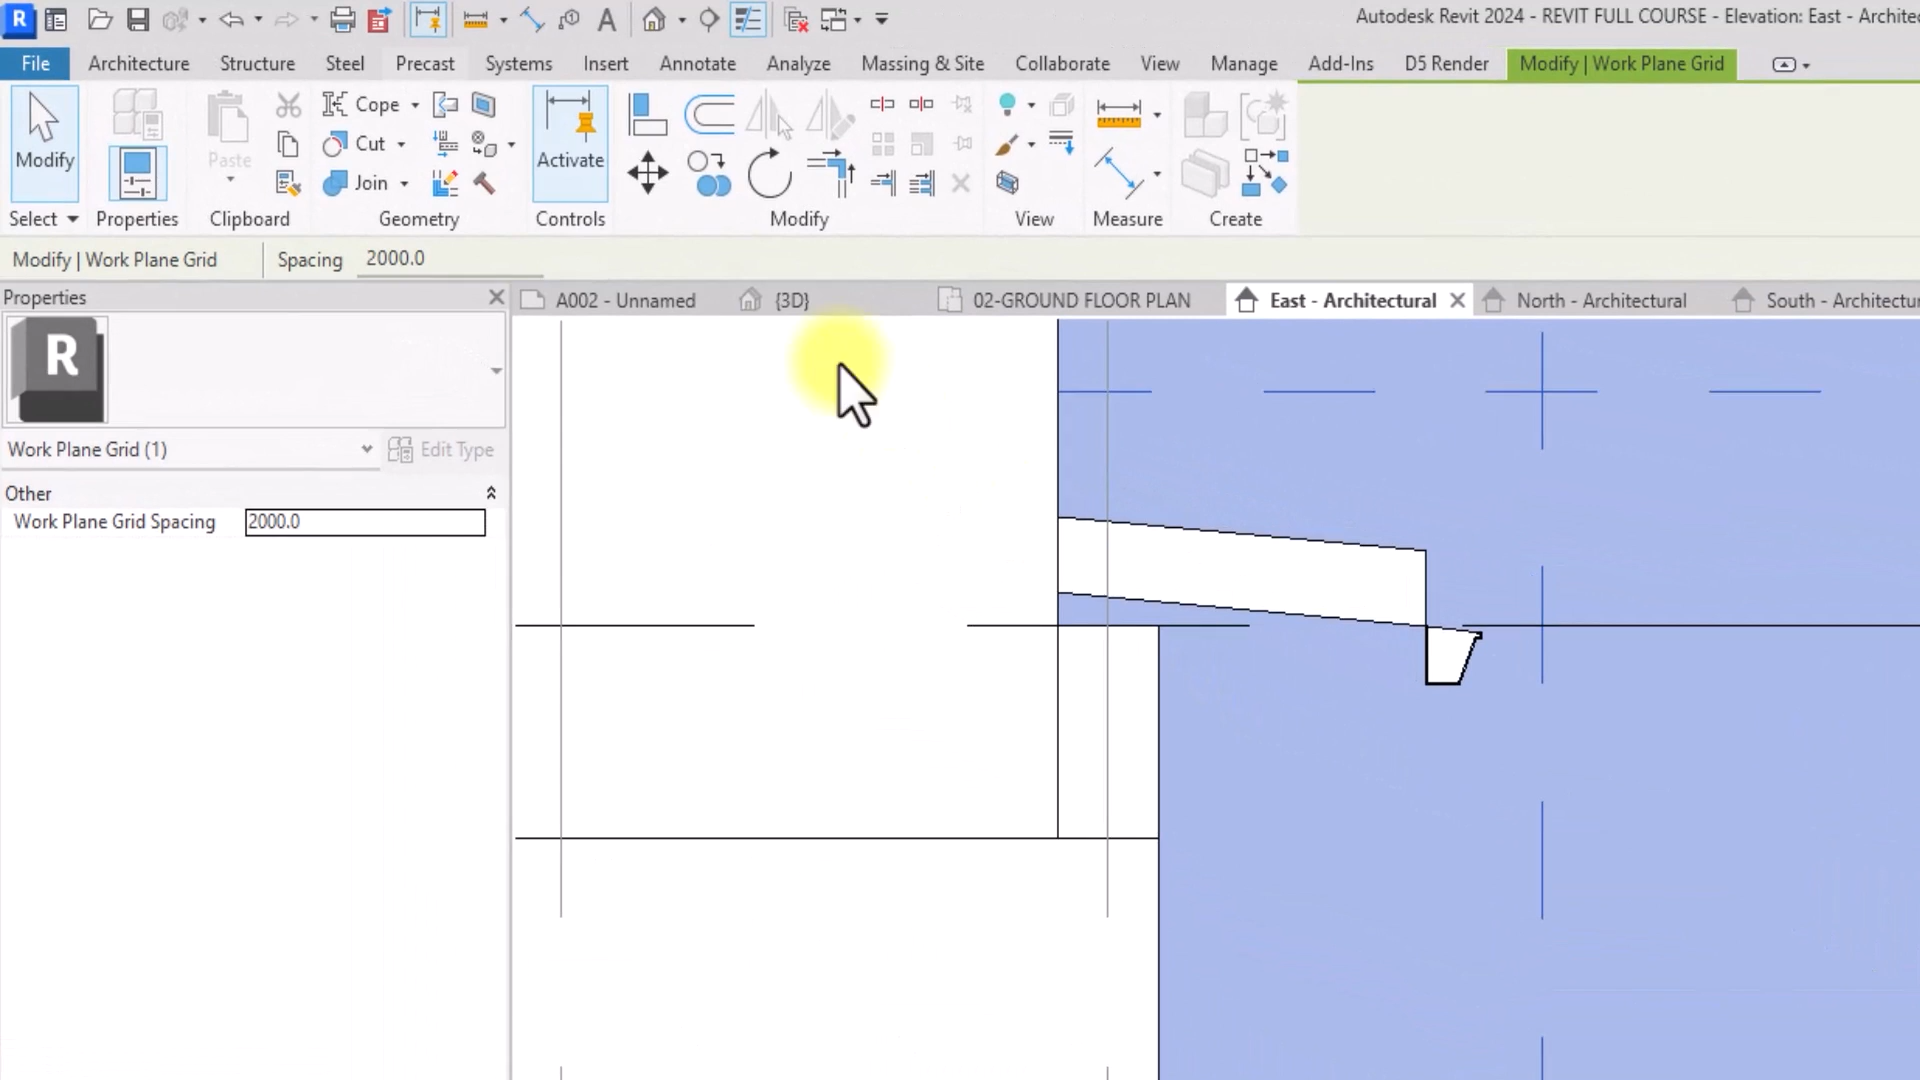 R
A
Autodesk Revit 2024 - REVIT FULL COURSE - Elevation: East - Archite
File Architecture Structure Steel Precast Systems Insert Annotate Analyze Massing & Site Collaborate View Manage Add-Ins D5 Render Modify | Work Plane Grid
Modify
Paste
Cope
Cut
Join
Activate
Select Properties Clipboard Geometry Controls Modify View Measure Create
Modify | Work Plane Grid Spacing 2000.0
Properties
A002 - Unnamed {3D} 02-GROUND FLOOR PLAN East - Architectural North - Architectural South - Architectur
R
Work Plane Grid (1) Edit Type
Other
Work Plane Grid Spacing 2000.0